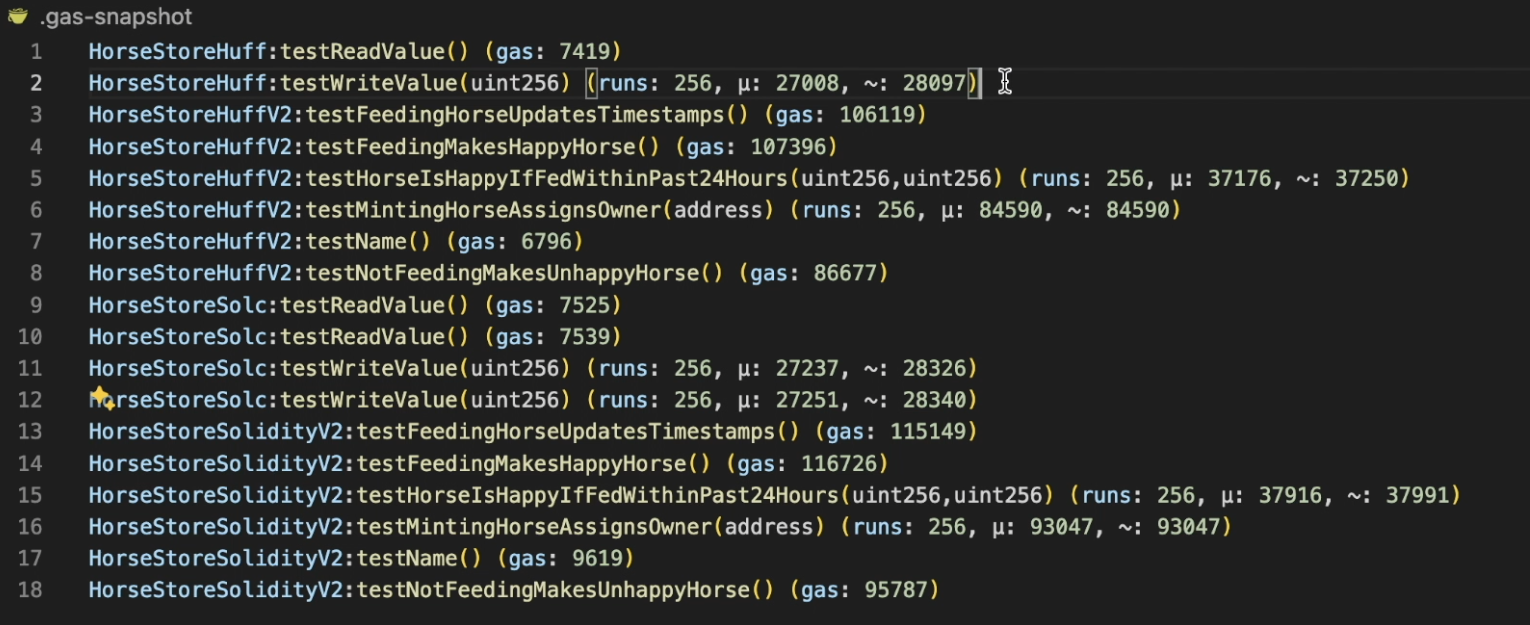 .gas-snapshot
1 HorseStoreHuff:testReadValue() (gas: 7419)
2 HorseStoreHuff:testWriteValue(uint256) (runs: 256, μ: 27008, ~: 28097)
3 HorseStoreHuffV2:testFeedingHorseUpdatesTimestamps() (gas: 106119)
4 HorseStoreHuffV2:testFeedingMakesHappyHorse() (gas: 107396)
5 HorseStoreHuffV2:testHorseIsHappyIfFedWithinPast24Hours(uint256,uint256) (runs: 256, μ: 37176, ~: 37250)
6 HorseStoreHuffV2:testMintingHorseAssignsOwner(address) (runs: 256, μ: 84590, ~: 84590)
7 HorseStoreHuffV2:testName() (gas: 6796)
8 HorseStoreHuffV2:testNotFeedingMakesUnhappyHorse() (gas: 86677)
9 HorseStoreSolc:testReadValue() (gas: 7525)
10 HorseStoreSolc:testReadValue() (gas: 7539)
11 HorseStoreSolc:testWriteValue(uint256) (runs: 256, μ: 27237, ~: 28326)
12 HorseStoreSolc:testWriteValue(uint256) (runs: 256, μ: 27251, ~: 28340)
13 HorseStoreSolidityV2:testFeedingHorseUpdatesTimestamps() (gas: 115149)
14 HorseStoreSolidityV2:testFeedingMakesHappyHorse() (gas: 116726)
15 HorseStoreSolidityV2:testHorseIsHappyIfFedWithinPast24Hours(uint256,uint256) (runs: 256, μ: 37916, ~: 37991)
16 HorseStoreSolidityV2:testMintingHorseAssignsOwner(address) (runs: 256, μ: 93047, ~: 93047)
17 HorseStoreSolidityV2:testName() (gas: 9619)
18 HorseStoreSolidityV2:testNotFeedingMakesUnhappyHorse() (gas: 95787)